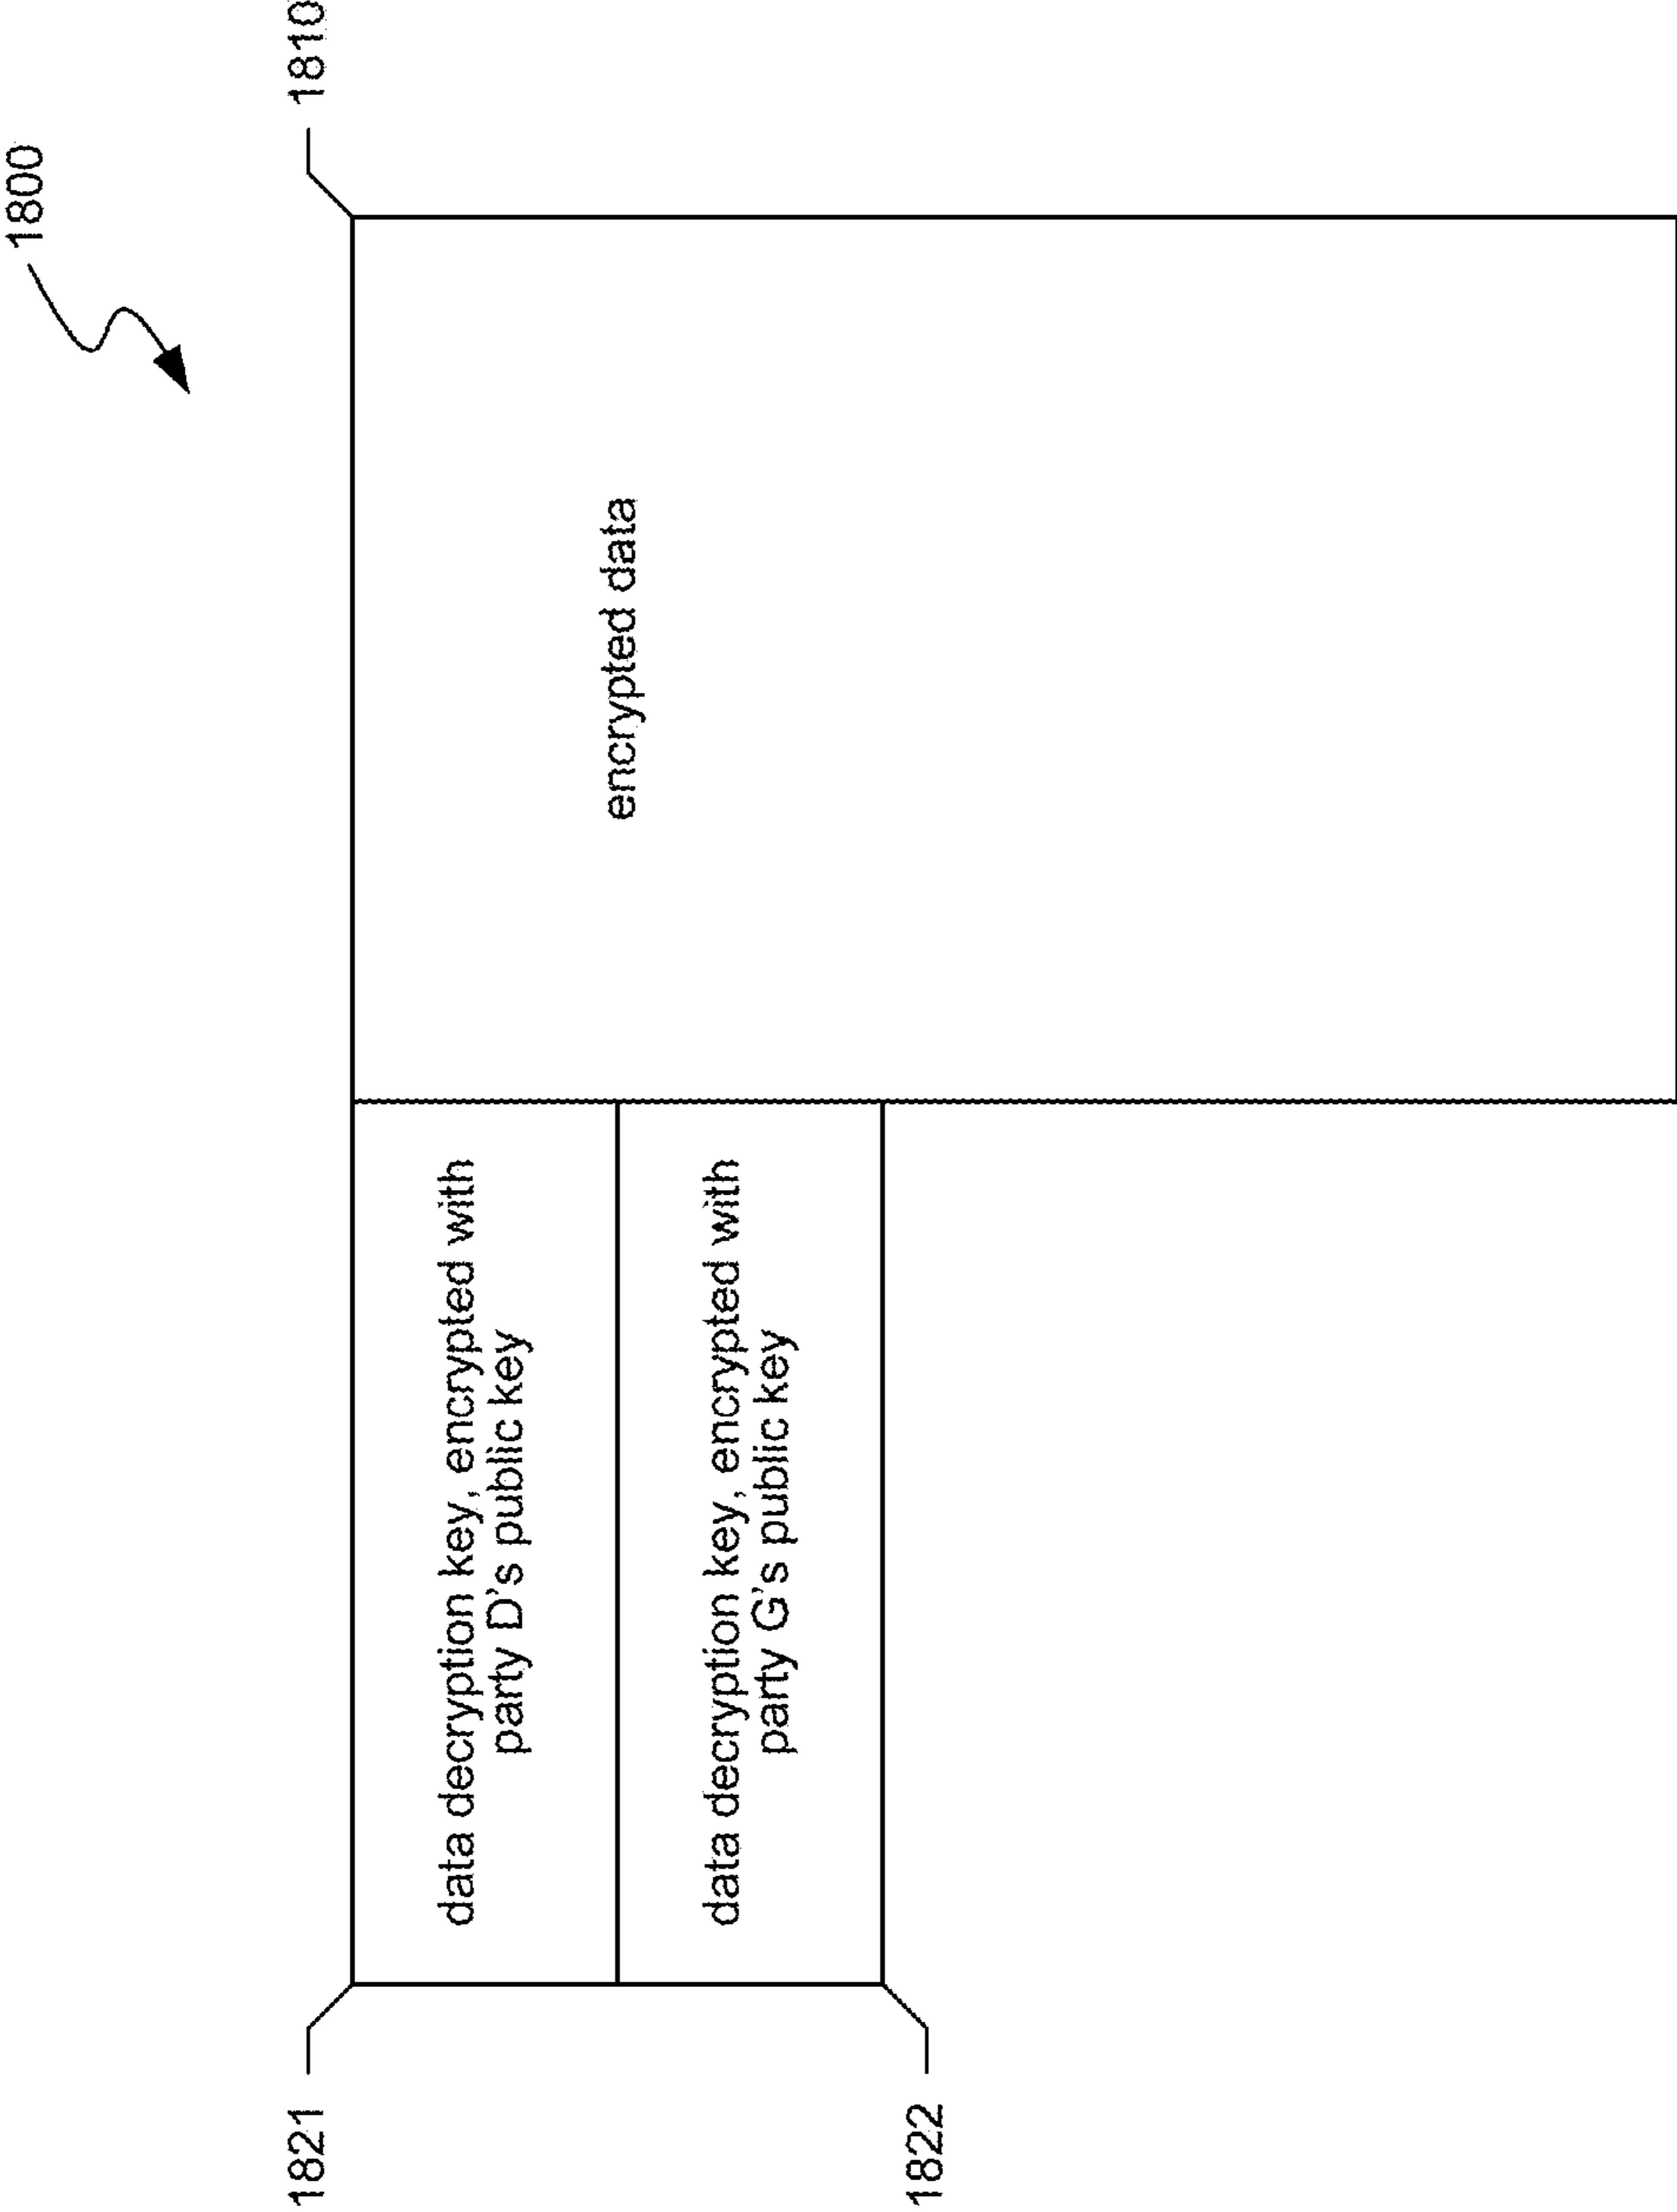 1800
1810
encrypted data
data decryption key, encrypted with
party D's public key
data decryption key, encrypted with
party G's public key
1821
1822